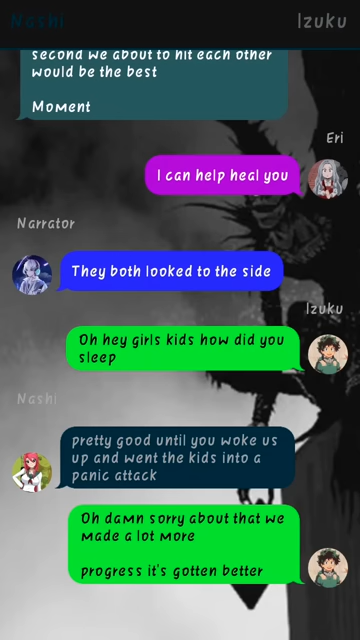 Nashi
Izuku
second we about to hit each other
would be the best
Moment
Eri
I can help heal you
Narrator
They both looked to the side
Izuku
Oh hey girls kids how did you
sleep
Nashi
pretty good until you woke us
up and went the kids into a
panic attack
Oh damn sorry about that we
made a lot more
progress it's gotten better